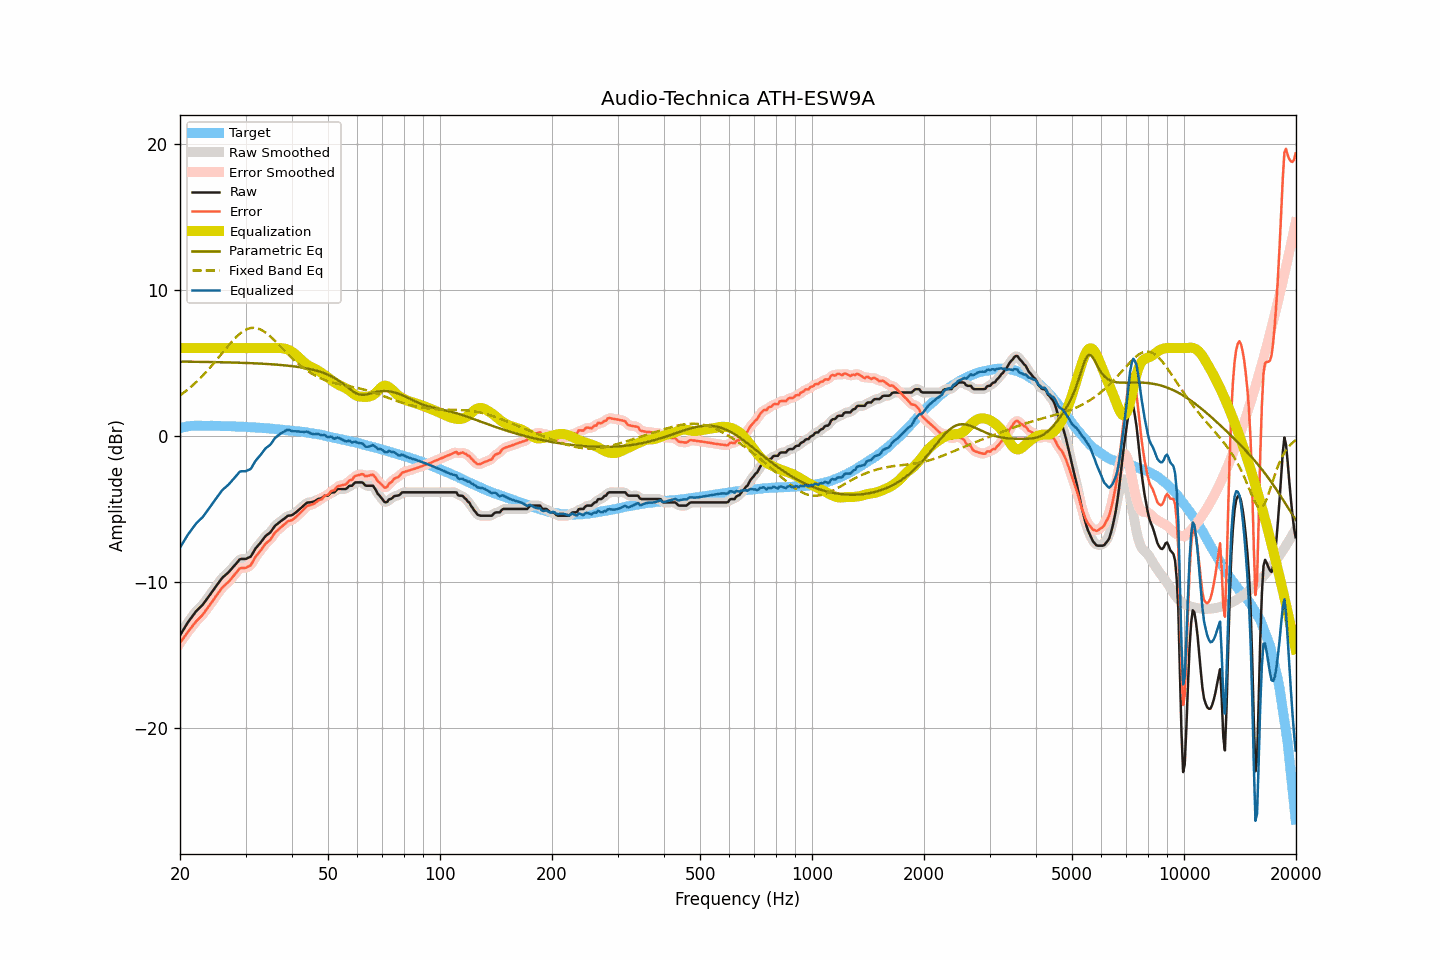 Audio-Technica ATH-ESW9A
Target
Raw Smoothed
Error Smoothed
Raw
Error
Equalization
Parametric Eq
Fixed Band Eq
Equalized
Amplitude (dBr)
20
10
0
−10
−20
20 50 100 200 500 1000 2000 5000 10000 20000
Frequency (Hz)